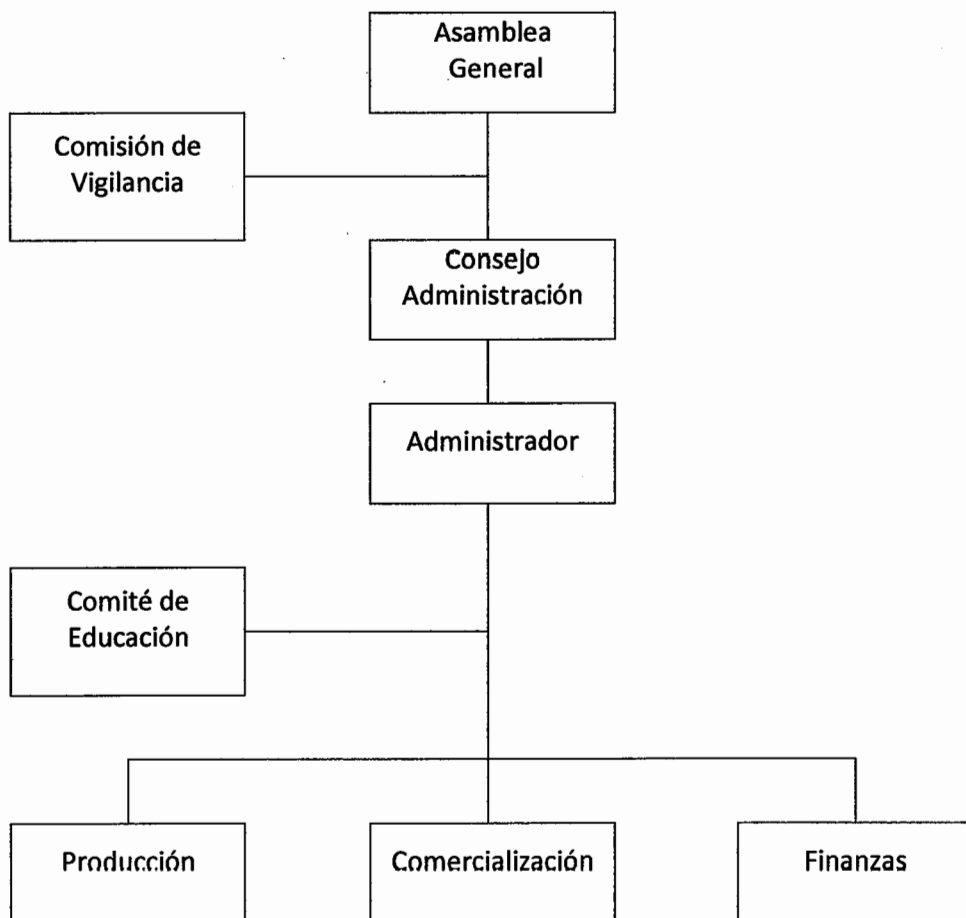 Asamblea
General
Comisión de
Vigilancia
Consejo
Administración
Administrador
Comité de
Educación
Producción
Comercialización
Finanzas